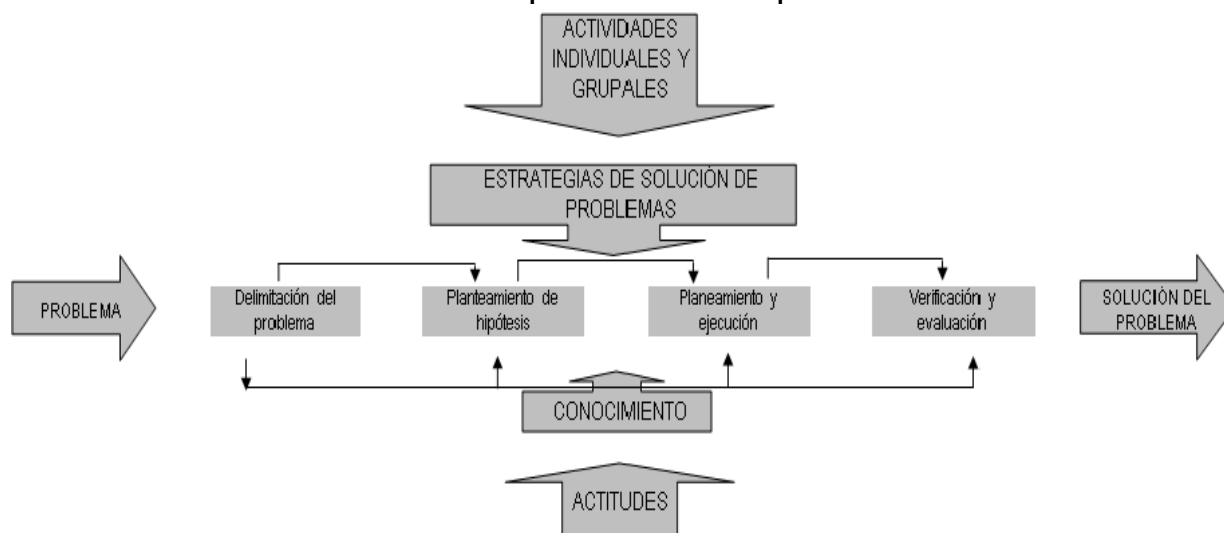 ACTIVIDADES
INDIVIDUALES Y
GRUPALES
ESTRATEGIAS DE SOLUCIÓN DE
PROBLEMAS
PROBLEMA
Delimitación del
problema
Planteamiento de
hipótesis
Planeamiento y
ejecución
Verificación y
evaluación
SOLUCIÓN DEL
PROBLEMA
CONOCIMIENTO
ACTITUDES